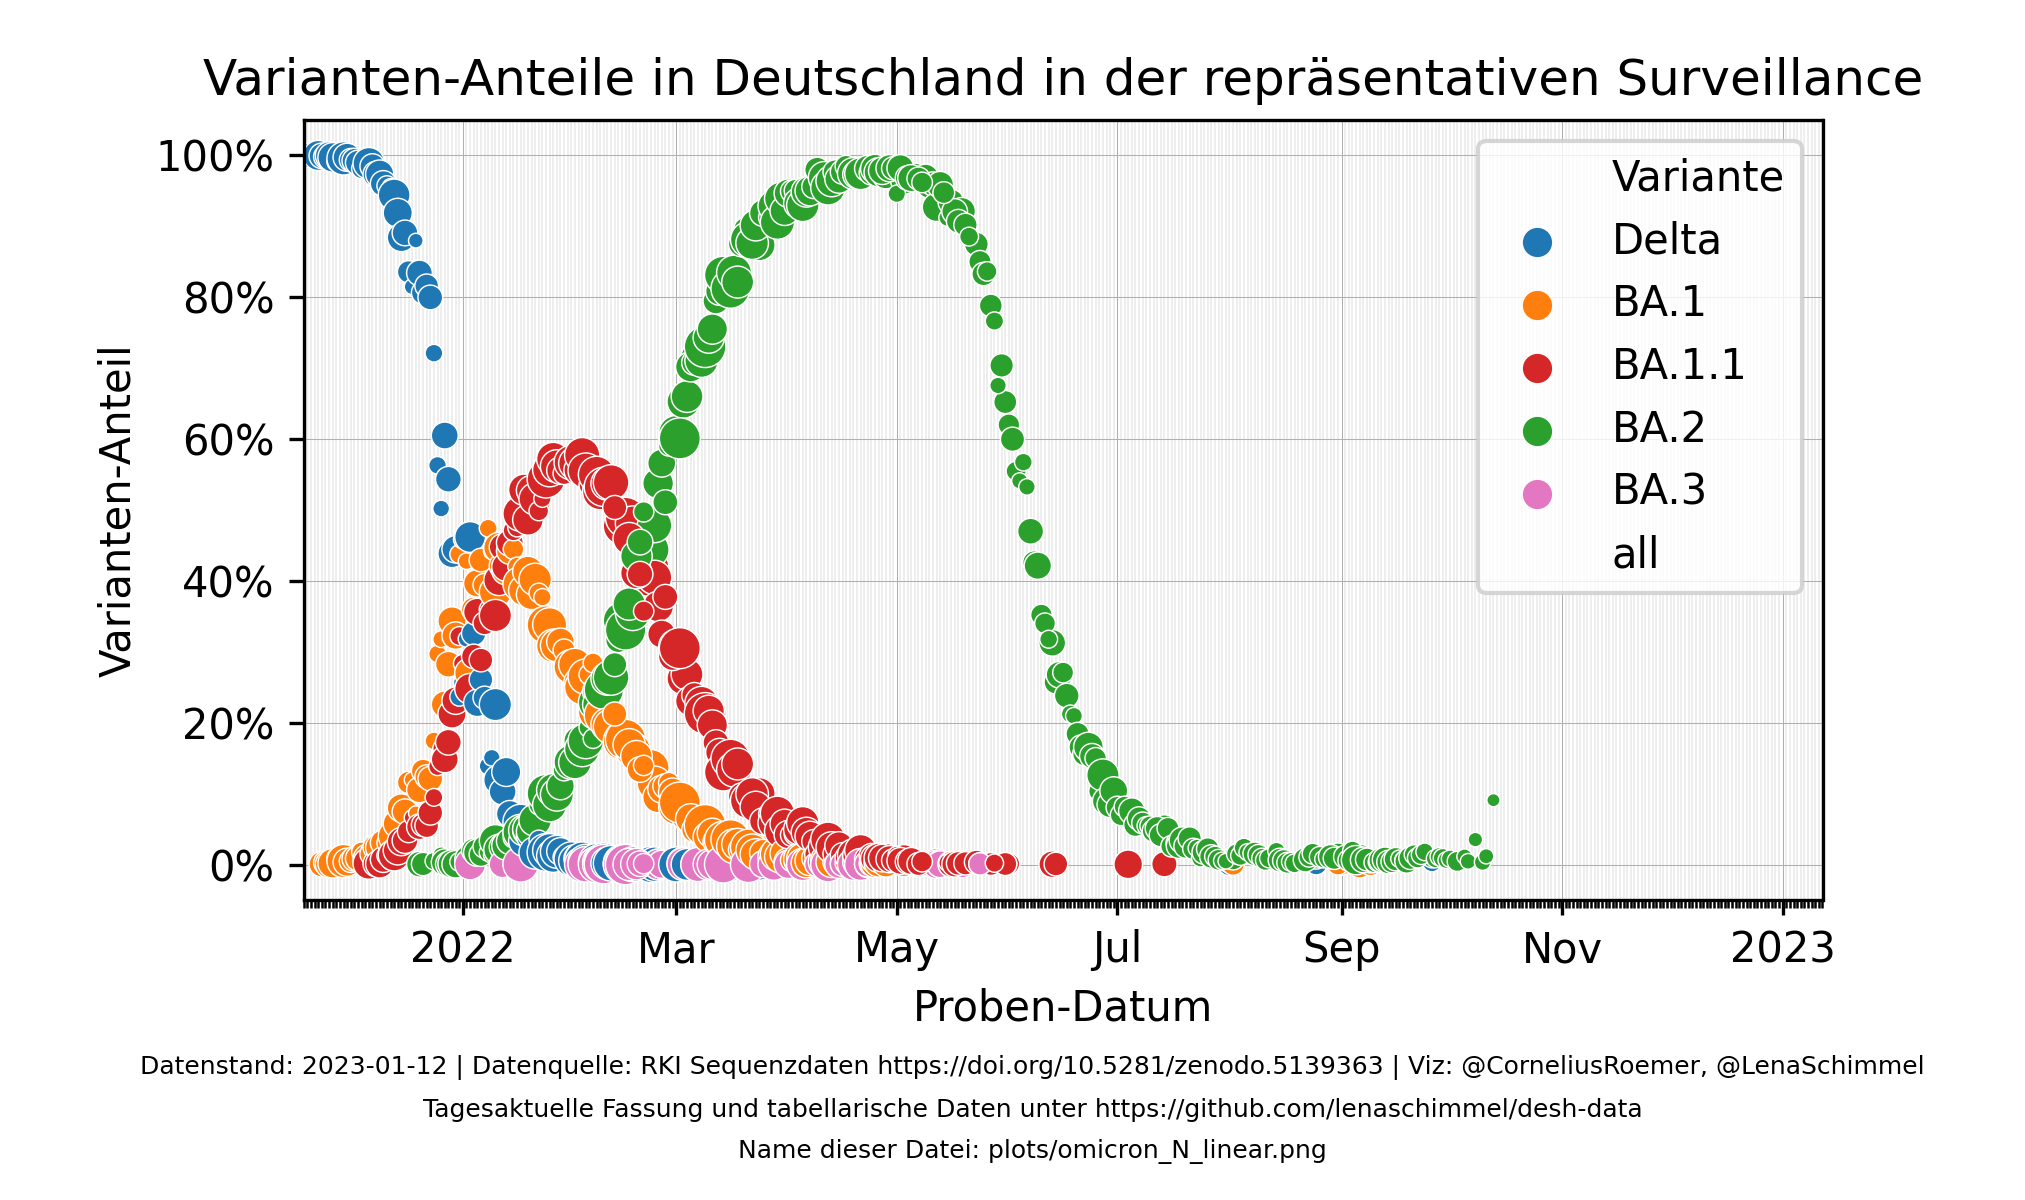 Varianten-Anteile in Deutschland in der repräsentativen Surveillance
100%
80%
60%
40%
20%
0%
Varianten-Anteil
Variante
Delta
BA.1
BA.1.1
BA.2
BA.3
all
2022 Mar May Jul Sep Nov 2023
Proben-Datum
Datenstand: 2023-01-12 | Datenquelle: RKI Sequenzdaten https://doi.org/10.5281/zenodo.5139363 | Viz: @CorneliusRoemer, @LenaSchimmel
Tagesaktuelle Fassung und tabellarische Daten unter https://github.com/lenaschimmel/desh-data
Name dieser Datei: plots/omicron_N_linear.png